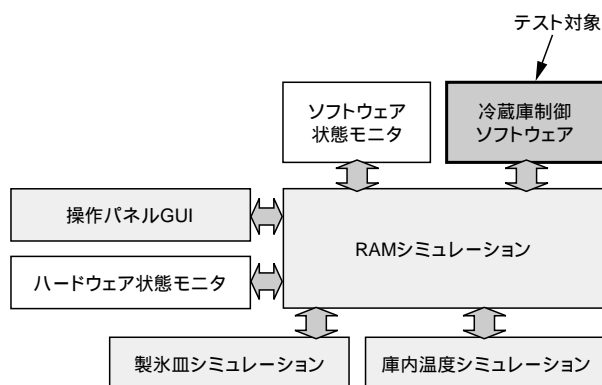 テスト対象
ソフトウェア
状態モニタ
冷蔵庫制御
ソフトウェア
操作パネルGUI
RAMシミュレーション
ハードウェア状態モニタ
製氷皿シミュレーション
庫内温度シミュレーション